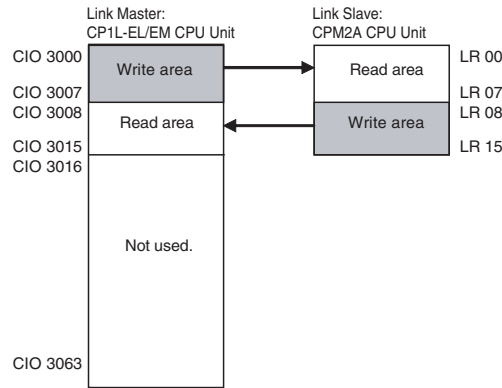 Link Master:
CP1L-EL/EM CPU Unit
Link Slave:
CPM2A CPU Unit
CIO 3000
Write area
Read area
LR 00
CIO 3007
LR 07
CIO 3008
Read area
Write area
LR 08
CIO 3015
LR 15
CIO 3016
Not used.
CIO 3063